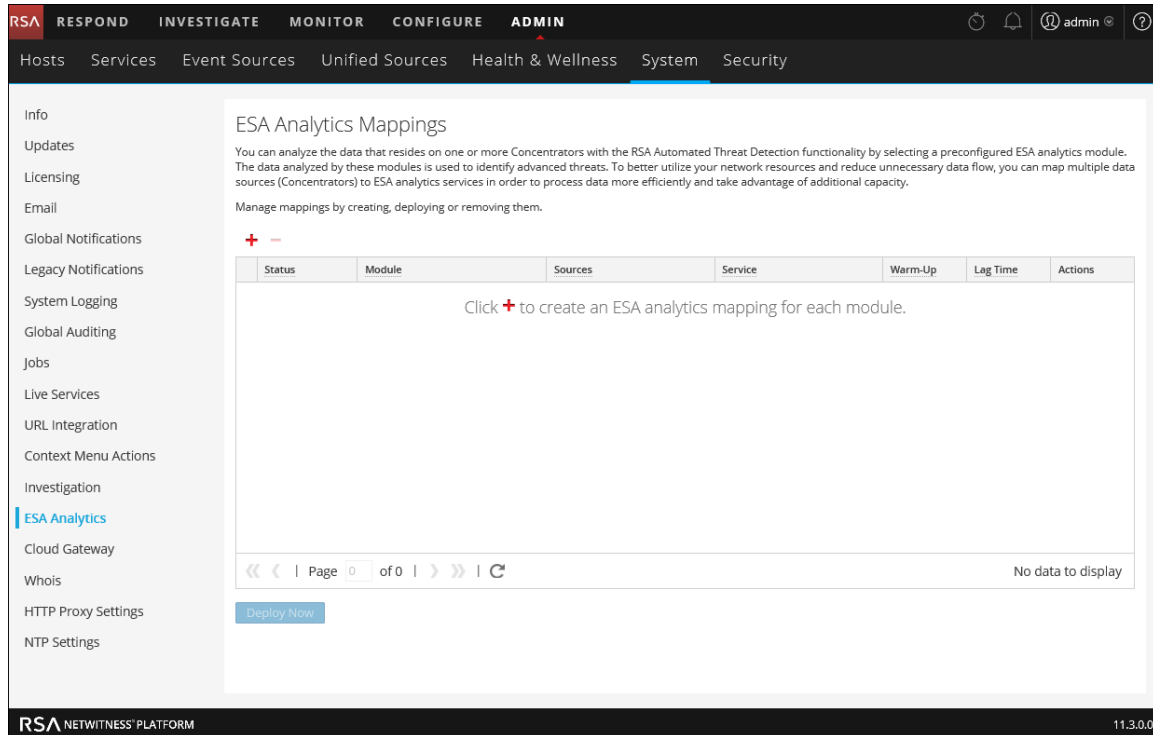 RSA RESPOND INVESTIGATE MONITOR CONFIGURE ADMIN admin ?
Hosts Services Event Sources Unified Sources Health & Wellness System Security
Info
Updates
Licensing
Email
Global Notifications
Legacy Notifications
System Logging
Global Auditing
Jobs
Live Services
URL Integration
Context Menu Actions
Investigation
ESA Analytics
Cloud Gateway
Whois
HTTP Proxy Settings
NTP Settings
ESA Analytics Mappings
You can analyze the data that resides on one or more Concentrators with the RSA Automated Threat Detection functionality by selecting a preconfigured ESA analytics module.
The data analyzed by these modules is used to identify advanced threats. To better utilize your network resources and reduce unnecessary data flow, you can map multiple data
sources (Concentrators) to ESA analytics services in order to process data more efficiently and take advantage of additional capacity.
Manage mappings by creating, deploying or removing them.
+ −
Status Module Sources Service Warm-Up Lag Time Actions
Click + to create an ESA analytics mapping for each module.
Page 0 of 0 No data to display
Deploy Now
RSA NETWITNESS® PLATFORM 11.3.0.0